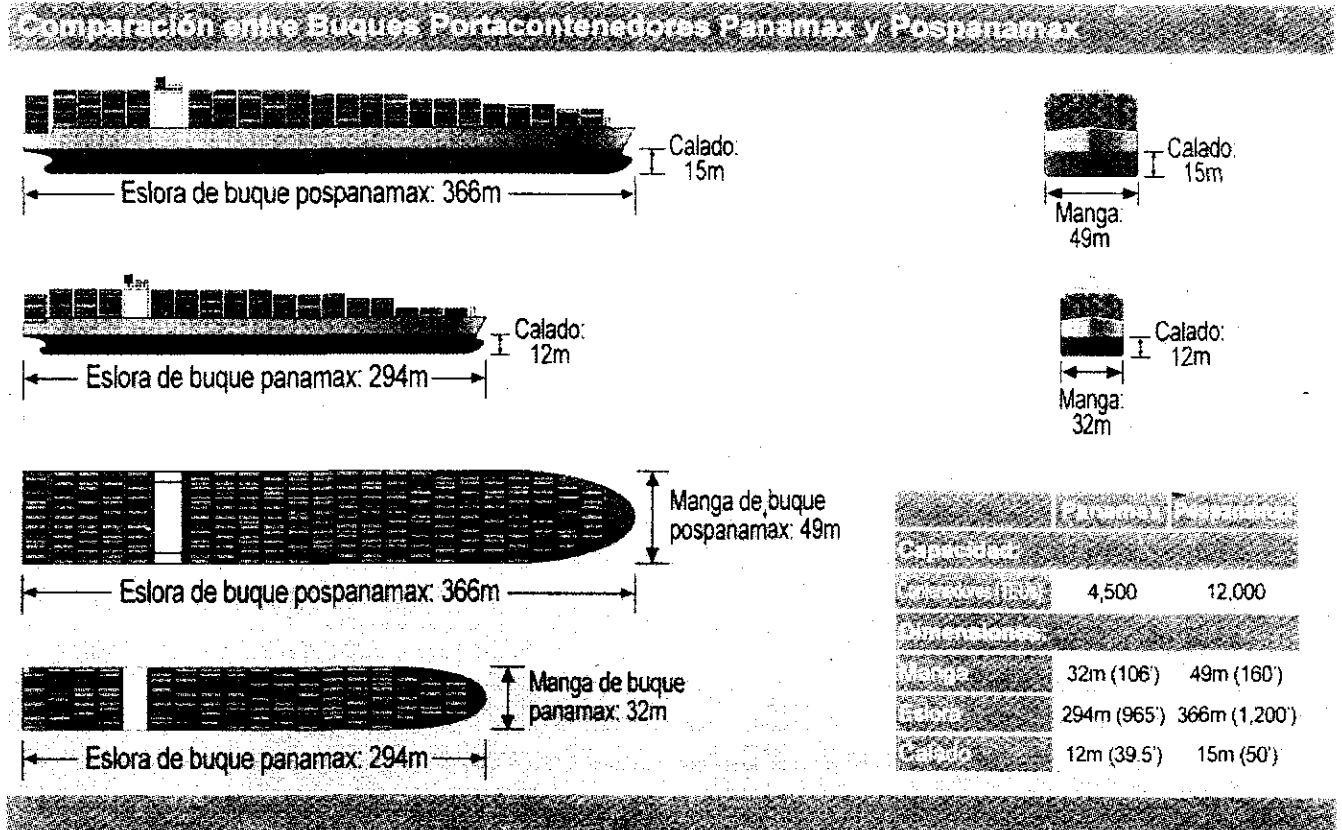 Comparación entre Buques Portacontenedores Panamax y Pospanamax
Calado:
15m
Eslora de buque pospanamax: 366m
Calado:
15m
Manga:
49m
Calado:
12m
Eslora de buque panamax: 294m
Calado:
12m
Manga:
32m
Manga de buque
pospanamax: 49m
Eslora de buque pospanamax: 366m
Manga de buque
panamax: 32m
Eslora de buque panamax: 294m
Panamax Pospanamax
Capacidad:
Contenedores (TEU's) 4,500 12,000
Dimensiones:
Manga 32m (106') 49m (160')
Eslora 294m (965') 366m (1,200')
Calado 12m (39.5') 15m (50')